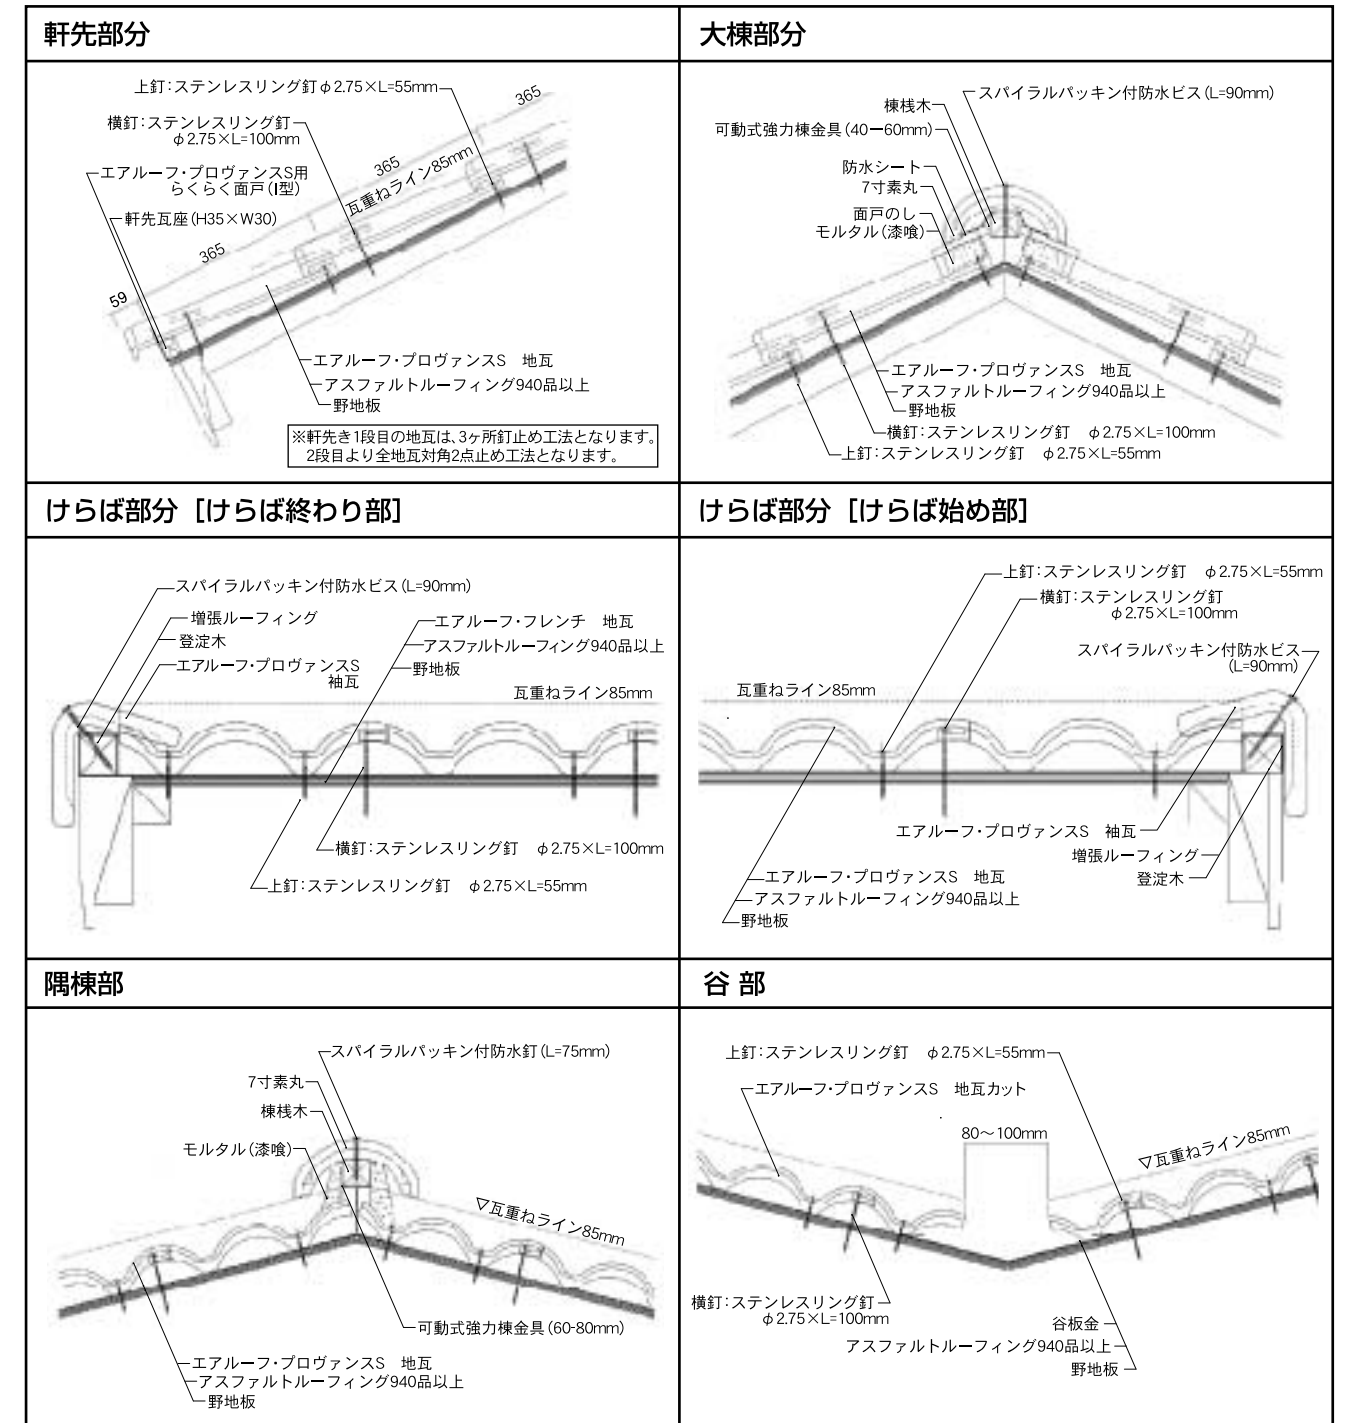 軒先部分
上釘：ステンレスリング釘φ2.75×L=55mm
365
横釘：ステンレスリング釘
φ2.75×L=100mm
365
瓦重ねライン85mm
エアルーフ・プロヴァンスS用
らくらく面戸（I型）
軒先瓦座（H35×W30）
365
59
エアルーフ・プロヴァンスS　地瓦
アスファルトルーフィング940品以上
野地板
※軒先き1段目の地瓦は、3ヶ所釘止め工法となります。
2段目より全地瓦対角2点止め工法となります。
大棟部分
スパイラルパッキン付防水ビス（L=90mm）
棟桟木
可動式強力棟金具（40ー60mm）
防水シート
7寸素丸
面戸のし
モルタル（漆喰）
エアルーフ・プロヴァンスS　地瓦
アスファルトルーフィング940品以上
野地板
横釘：ステンレスリング釘　φ2.75×L=100mm
上釘：ステンレスリング釘　φ2.75×L=55mm
けらば部分［けらば終わり部］
スパイラルパッキン付防水ビス（L=90mm）
増張ルーフィング
登淀木
エアルーフ・プロヴァンスS
袖瓦
エアルーフ・フレンチ　地瓦
アスファルトルーフィング940品以上
野地板
瓦重ねライン85mm
横釘：ステンレスリング釘　φ2.75×L=100mm
上釘：ステンレスリング釘　φ2.75×L=55mm
けらば部分［けらば始め部］
上釘：ステンレスリング釘　φ2.75×L=55mm
横釘：ステンレスリング釘
φ2.75×L=100mm
スパイラルパッキン付防水ビス
（L=90mm）
瓦重ねライン85mm
エアルーフ・プロヴァンスS　袖瓦
増張ルーフィング
登淀木
エアルーフ・プロヴァンスS　地瓦
アスファルトルーフィング940品以上
野地板
隅棟部
スパイラルパッキン付防水釘（L=75mm）
7寸素丸
棟桟木
モルタル（漆喰）
▽瓦重ねライン85mm
可動式強力棟金具（60-80mm）
エアルーフ・プロヴァンスS　地瓦
アスファルトルーフィング940品以上
野地板
谷 部
上釘：ステンレスリング釘　φ2.75×L=55mm
エアルーフ・プロヴァンスS　地瓦カット
80～100mm
▽瓦重ねライン85mm
横釘：ステンレスリング釘
φ2.75×L=100mm
谷板金
アスファルトルーフィング940品以上
野地板